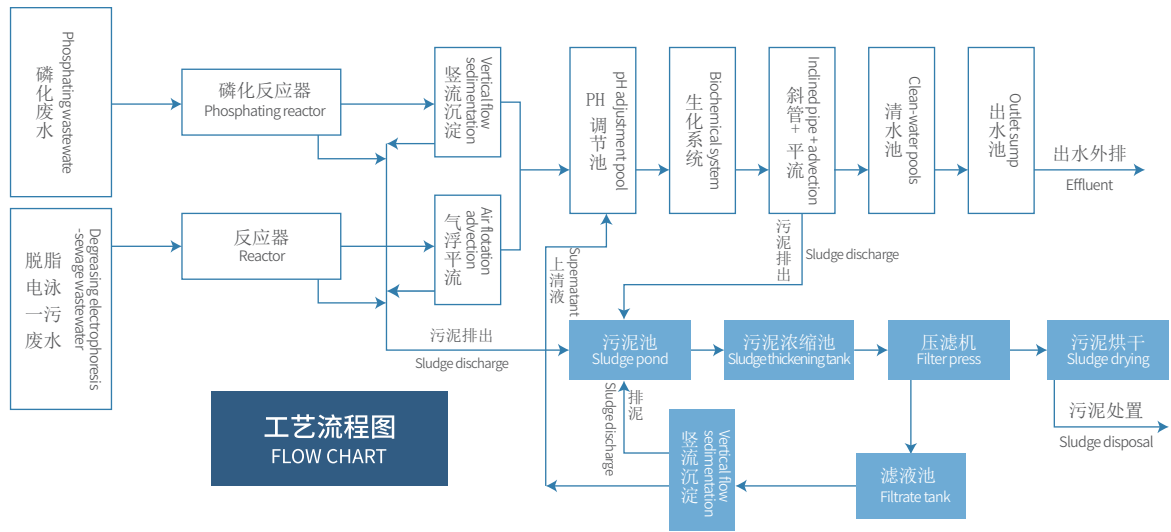 磷化废水
Phosphating wastewate
磷化反应器
Phosphating reactor
竖流沉淀
Vertical flow
sedimentation
PH
调节池
pH adjustment pool
生化系统
Biochemical system
斜管+ 平流
Inclined pipe + advection
清水池
Clean-water pools
出水池
Outlet sump
出水外排
Effluent
脱脂
电泳
一污
废水
Degreasing electrophoresis
-sewage wastewater
反应器
Reactor
气浮平流
Air flotation
advection
上清液
Supernatant
污泥排出
Sludge discharge
污泥排出
Sludge discharge
污泥池
Sludge pond
污泥浓缩池
Sludge thickening tank
压滤机
Filter press
污泥烘干
Sludge drying
排泥
Sludge discharge
竖流沉淀
Vertical flow
sedimentation
滤液池
Filtrate tank
污泥处置
Sludge disposal
工艺流程图
FLOW CHART